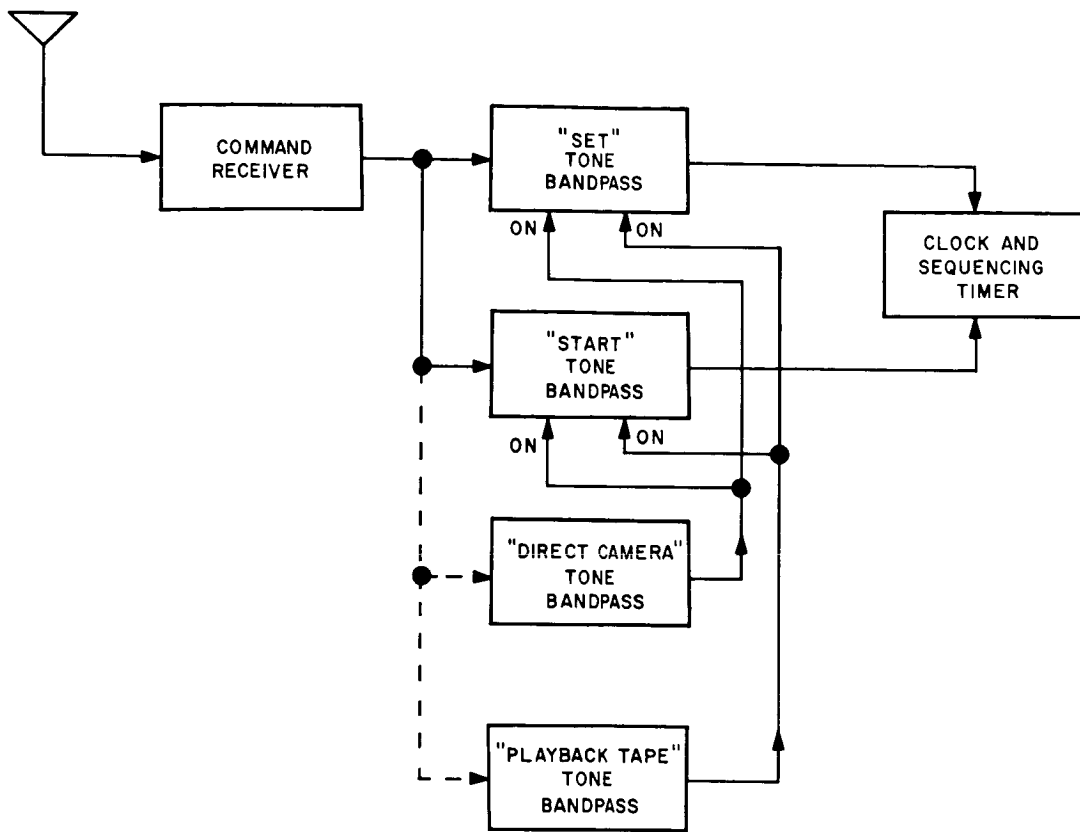 COMMAND
RECEIVER
"SET"
TONE
BANDPASS
ON
ON
CLOCK AND
SEQUENCING
TIMER
"START"
TONE
BANDPASS
ON
ON
"DIRECT CAMERA"
TONE
BANDPASS
"PLAYBACK TAPE"
TONE
BANDPASS